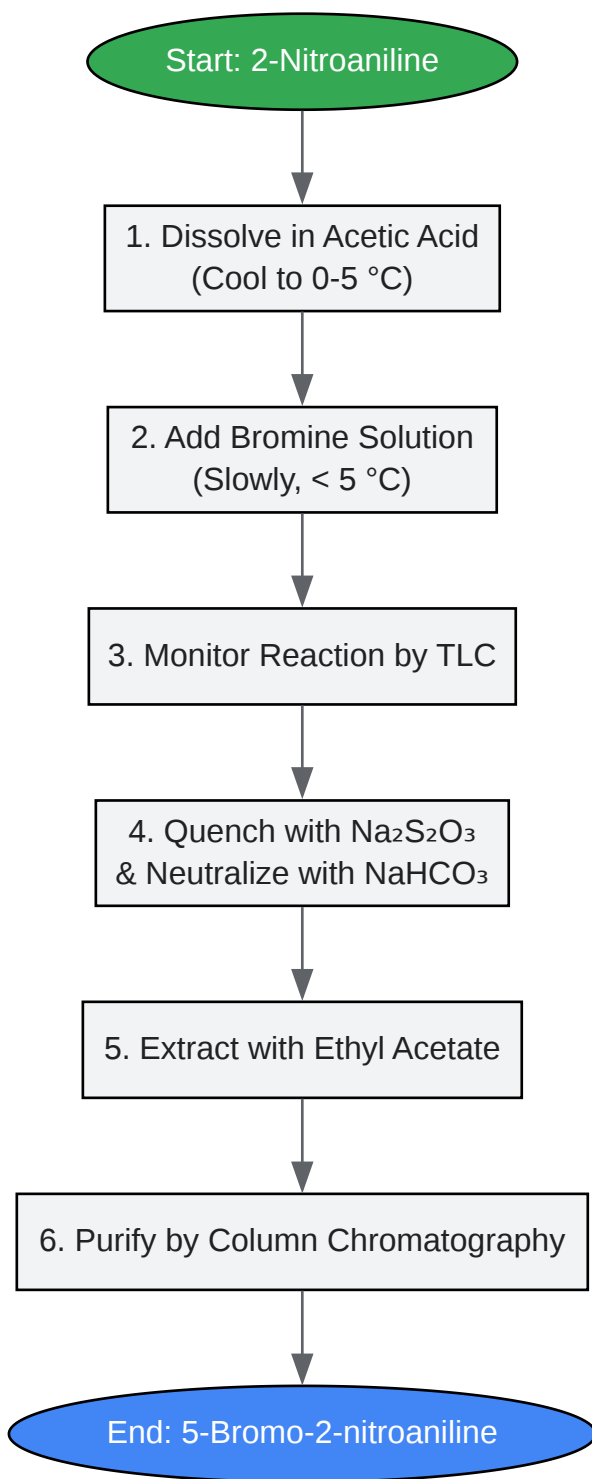 Start: 2-Nitroaniline
1. Dissolve in Acetic Acid
(Cool to 0-5 °C)
2. Add Bromine Solution
(Slowly, < 5 °C)
3. Monitor Reaction by TLC
4. Quench with Na₂S₂O₃
& Neutralize with NaHCO₃
5. Extract with Ethyl Acetate
6. Purify by Column Chromatography
End: 5-Bromo-2-nitroaniline